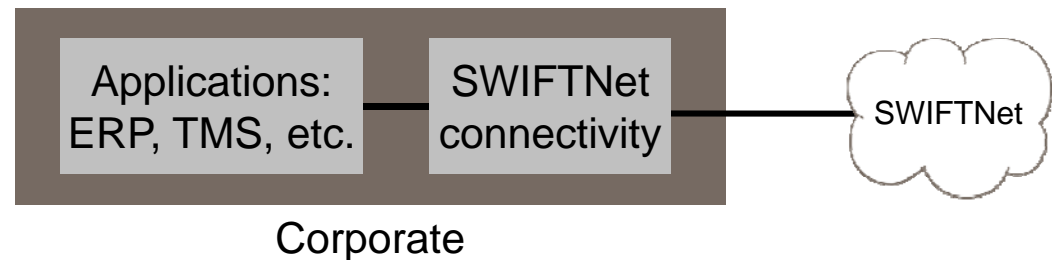 Applications:
ERP, TMS, etc.
SWIFTNet
connectivity
SWIFTNet
Corporate